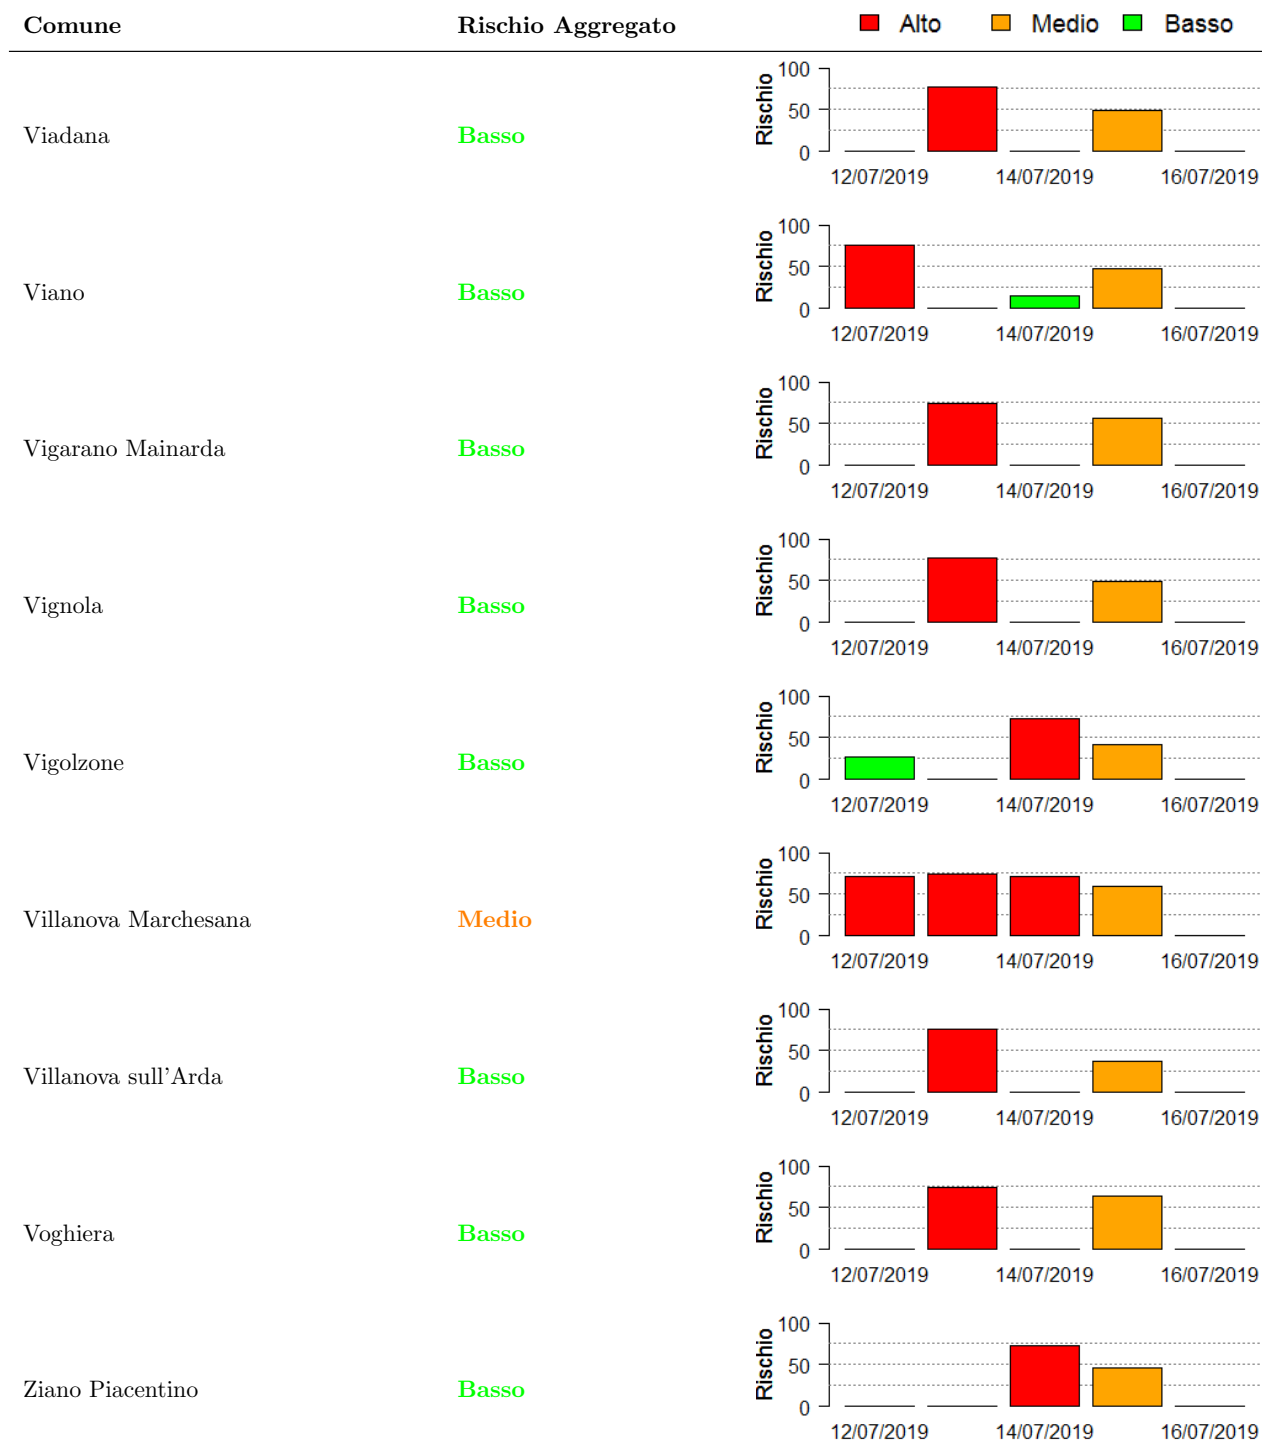 Comune Rischio Aggregato Alto Medio Basso
Viadana Basso
Rischio
100
50
0
12/07/2019 14/07/2019 16/07/2019
Viano Basso
Rischio
100
50
0
12/07/2019 14/07/2019 16/07/2019
Vigarano Mainarda Basso
Rischio
100
50
0
12/07/2019 14/07/2019 16/07/2019
Vignola Basso
Rischio
100
50
0
12/07/2019 14/07/2019 16/07/2019
Vigolzone Basso
Rischio
100
50
0
12/07/2019 14/07/2019 16/07/2019
Villanova Marchesana Medio
Rischio
100
50
0
12/07/2019 14/07/2019 16/07/2019
Villanova sull'Arda Basso
Rischio
100
50
0
12/07/2019 14/07/2019 16/07/2019
Voghiera Basso
Rischio
100
50
0
12/07/2019 14/07/2019 16/07/2019
Ziano Piacentino Basso
Rischio
100
50
0
12/07/2019 14/07/2019 16/07/2019